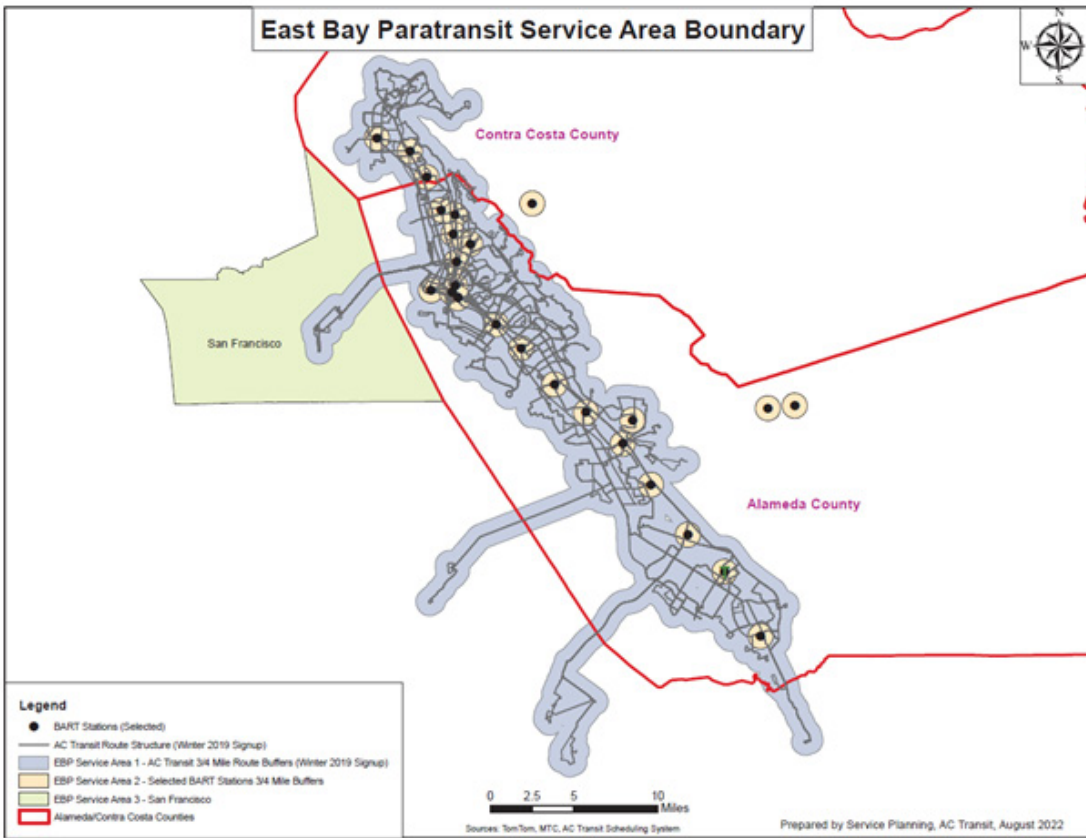 East Bay Paratransit Service Area Boundary
N
W
E
S
Contra Costa County
San Francisco
Alameda County
Legend
BART Stations (Selected)
AC Transit Route Structure (Winter 2019 Signup)
EBP Service Area 1 - AC Transit 3/4 Mile Route Buffers (Winter 2019 Signup)
EBP Service Area 2 - Selected BART Stations 3/4 Mile Buffers
EBP Service Area 3 - San Francisco
Alameda/Contra Costa Counties
0 2.5 5 10
Miles
Sources: TomTom, MTC, AC Transit Scheduling System
Prepared by Service Planning, AC Transit, August 2022